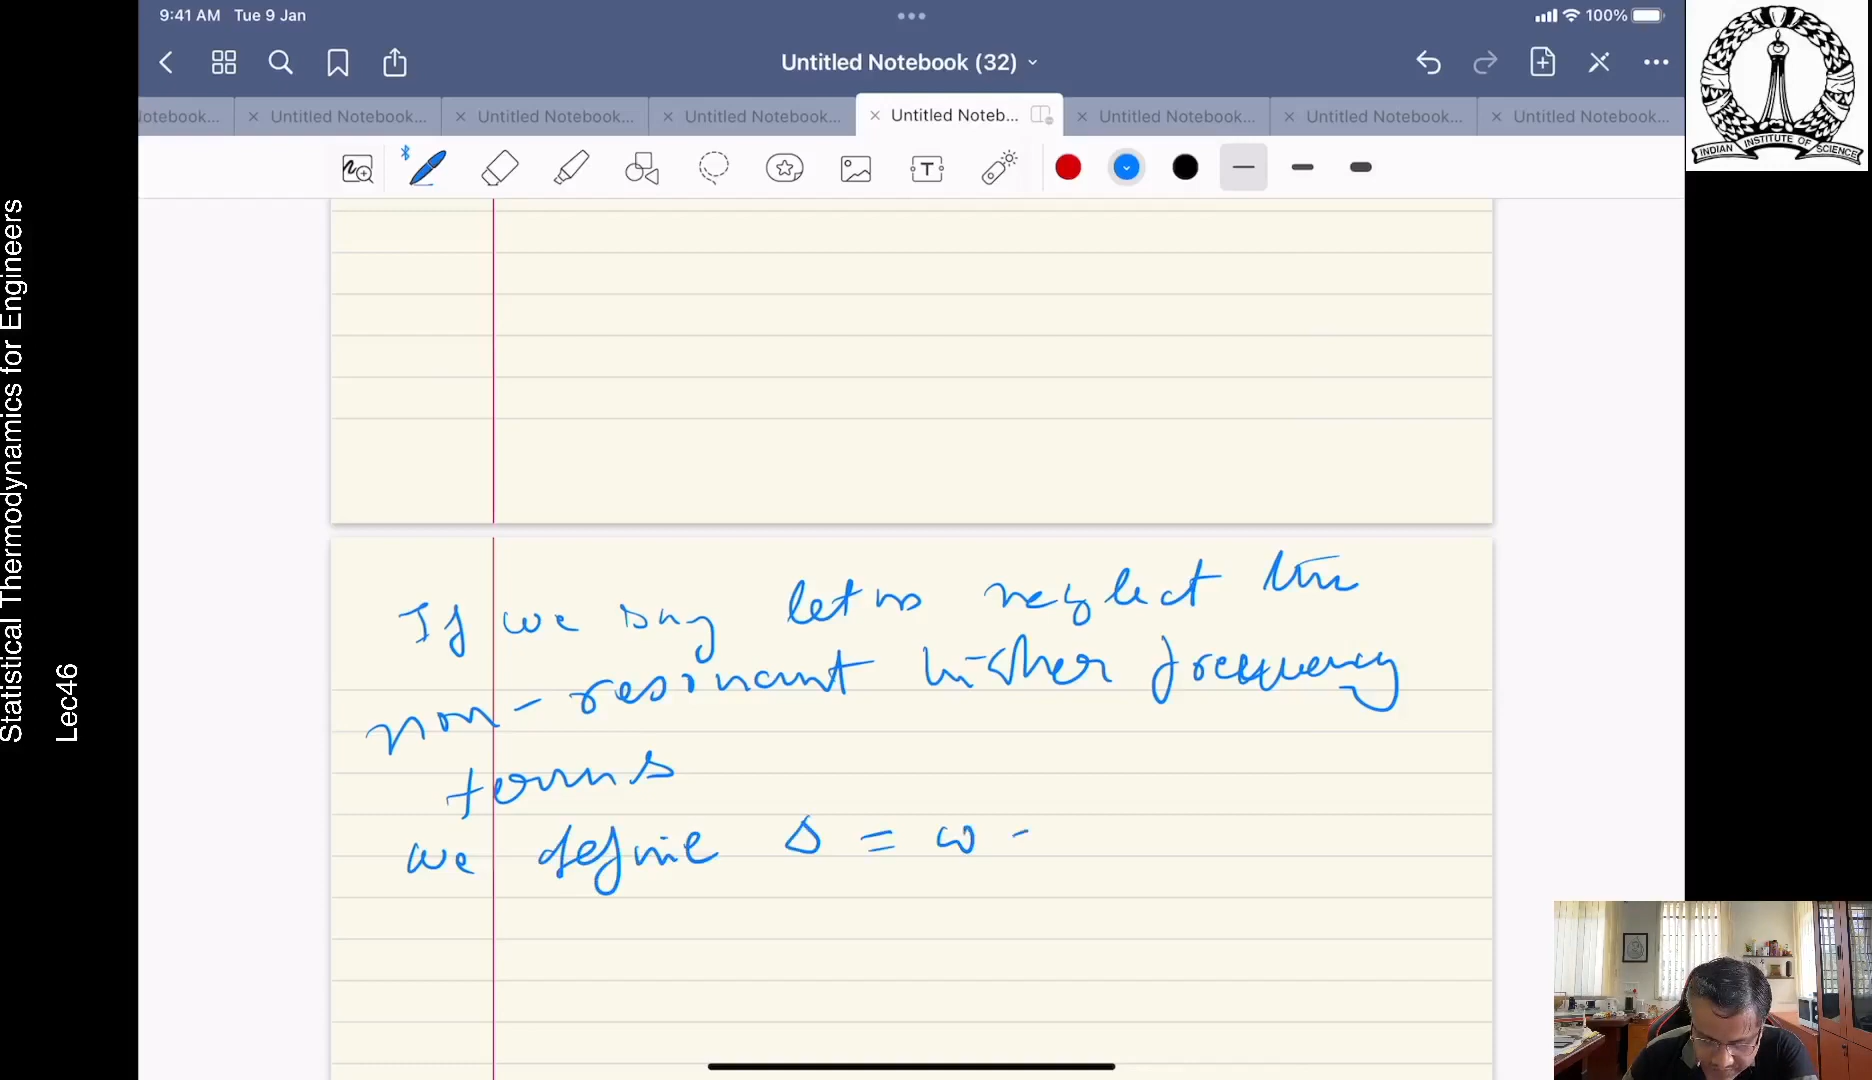 9:41 AM Tue 9 Jan
100%
Untitled Notebook (32)
otebook...
Untitled Notebook...
Untitled Notebook...
Untitled Notebook...
Untitled Noteb...
Untitled Notebook...
Untitled Notebook...
Untitled Notebook...
T
INDIAN INSTITUTE OF SCIENCE
Statistical Thermodynamics for Engineers
Lec46
If we say let us neglect the
non-resonant higher frequency
terms
we define Δ = ω -